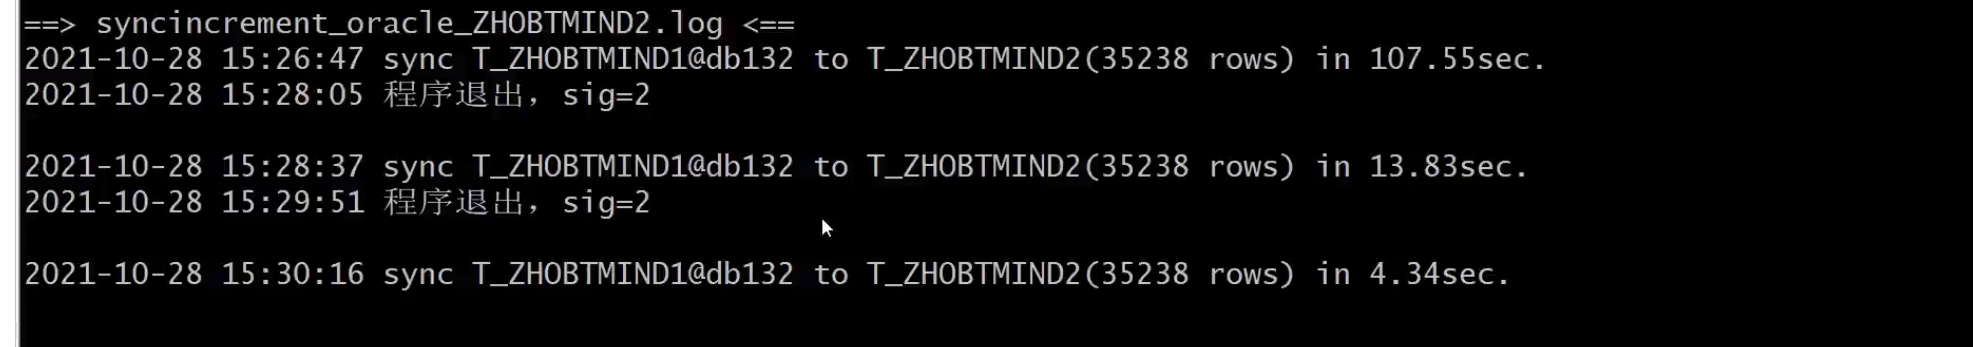 ==> syncincrement_oracle_ZHOBTMIND2.log <==
2021-10-28 15:26:47 sync T_ZHOBTMIND1@db132 to T_ZHOBTMIND2(35238 rows) in 107.55sec.
2021-10-28 15:28:05 程序退出，sig=2
2021-10-28 15:28:37 sync T_ZHOBTMIND1@db132 to T_ZHOBTMIND2(35238 rows) in 13.83sec.
2021-10-28 15:29:51 程序退出，sig=2
2021-10-28 15:30:16 sync T_ZHOBTMIND1@db132 to T_ZHOBTMIND2(35238 rows) in 4.34sec.